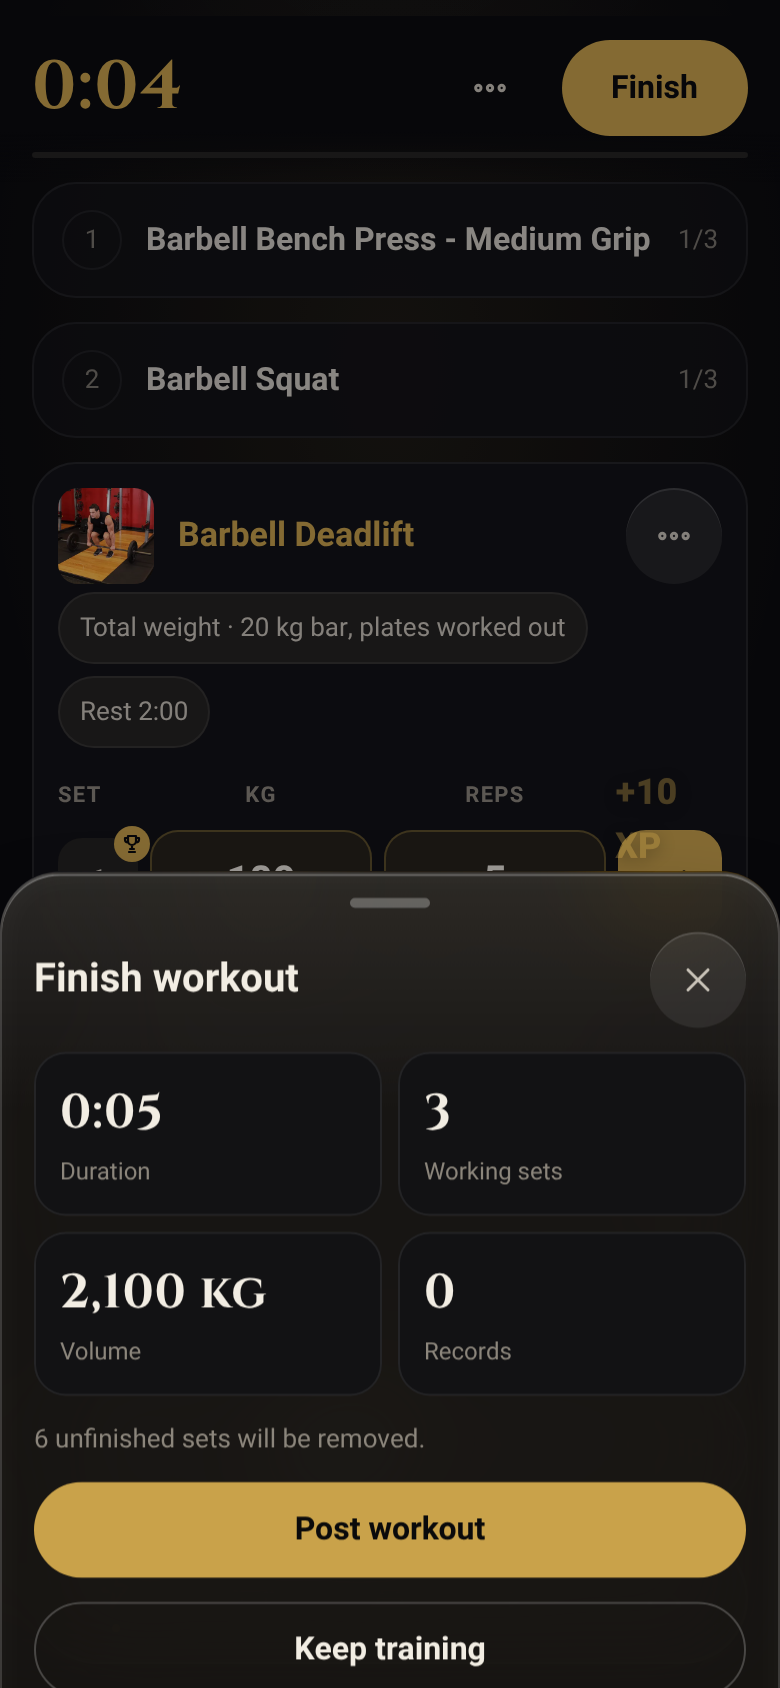 0:04
Finish
1 Barbell Bench Press - Medium Grip 1/3
2 Barbell Squat 1/3
Barbell Deadlift
Total weight · 20 kg bar, plates worked out
Rest 2:00
SET KG REPS +10
XP
Finish workout
0:05 3
Duration Working sets
2,100 KG 0
Volume Records
6 unfinished sets will be removed.
Post workout
Keep training